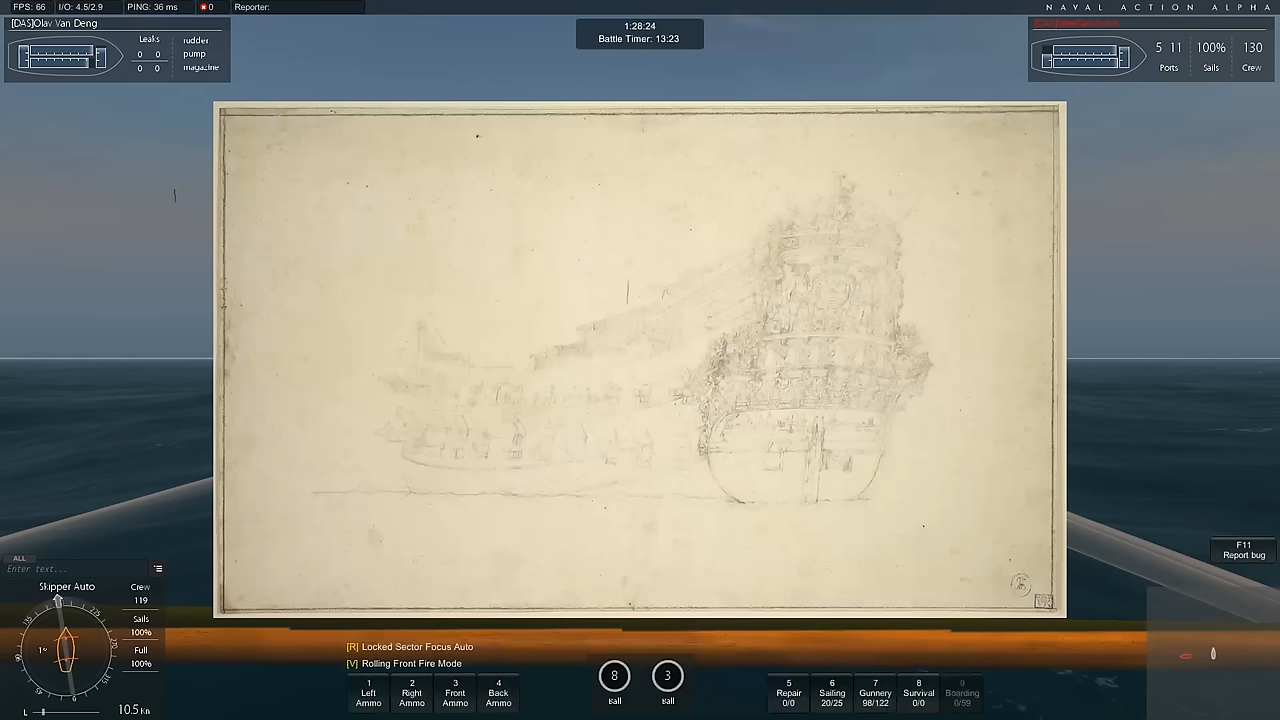 FPS: 66 I/O: 4.5/2.9 PING: 36 ms 0 Reporter:
NAVAL ACTION ALPHA
[DAS]Olav Van Deng
Leaks
0 0
0 0
rudder
pump
magazine
1:28:24
Battle Timer: 13:23
5 11 100% 130
Ports Sails Crew
F11
Report bug
ALL
Enter text...
Skipper Auto
Crew
119
Sails
100%
Full
100%
1°
L
10.5 Kn
[R] Locked Sector Focus Auto
[V] Rolling Front Fire Mode
1 Left Ammo
2 Right Ammo
3 Front Ammo
4 Back Ammo
8 Ball
3 Ball
5 Repair 0/0
6 Sailing 20/25
7 Gunnery 98/122
8 Survival 0/0
9 Boarding 0/59